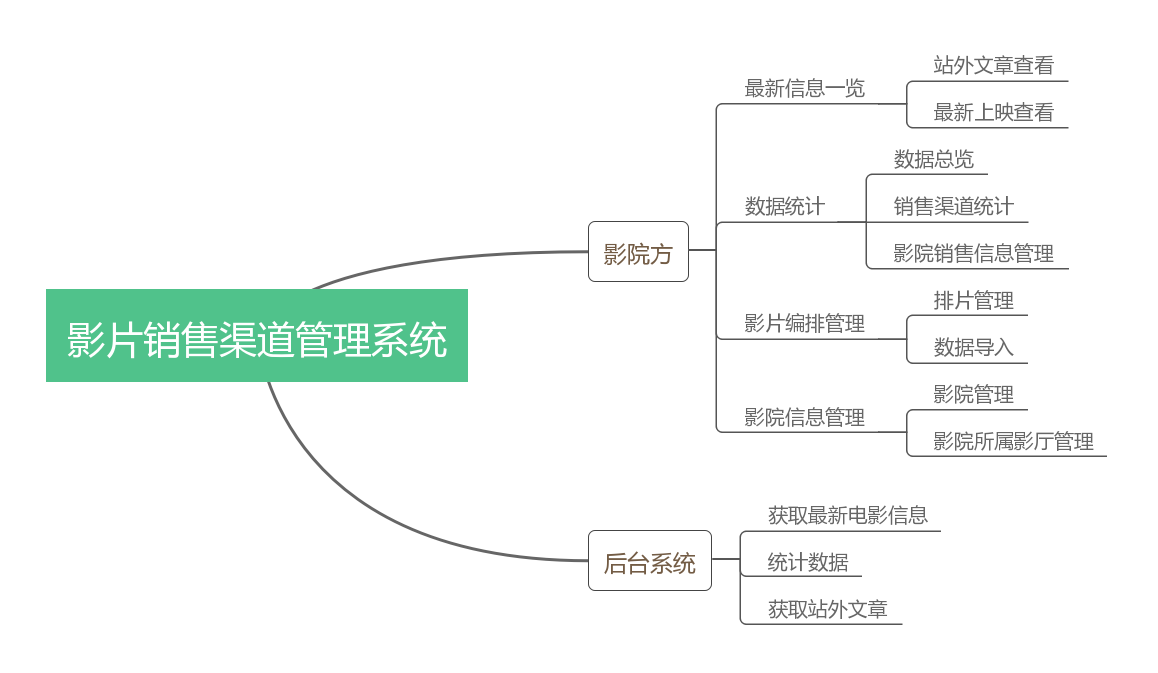 影片销售渠道管理系统
影院方
最新信息一览
站外文章查看
最新上映查看
数据统计
数据总览
销售渠道统计
影院销售信息管理
影片编排管理
排片管理
数据导入
影院信息管理
影院管理
影院所属影厅管理
后台系统
获取最新电影信息
统计数据
获取站外文章